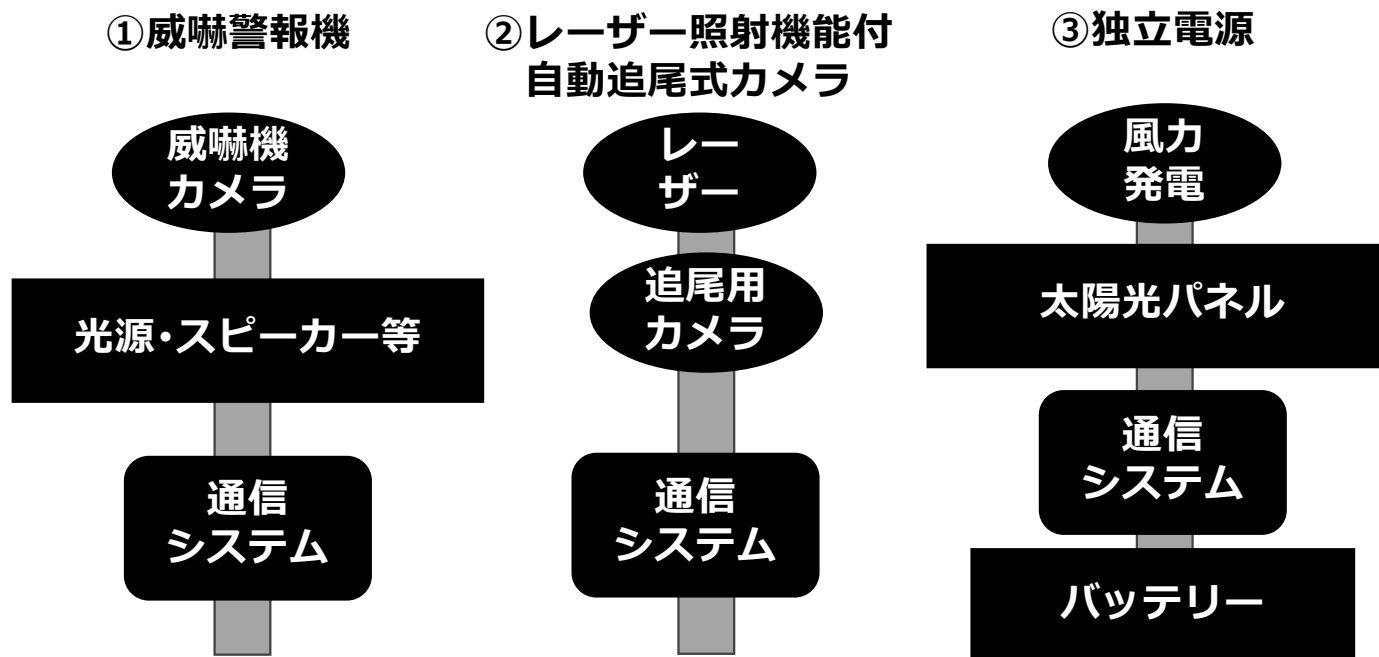 ①威嚇警報機
②レーザー照射機能付
自動追尾式カメラ
③独立電源
威嚇機
カメラ
光源・スピーカー等
通信
システム
レー
ザー
追尾用
カメラ
通信
システム
風力
発電
太陽光パネル
通信
システム
バッテリー